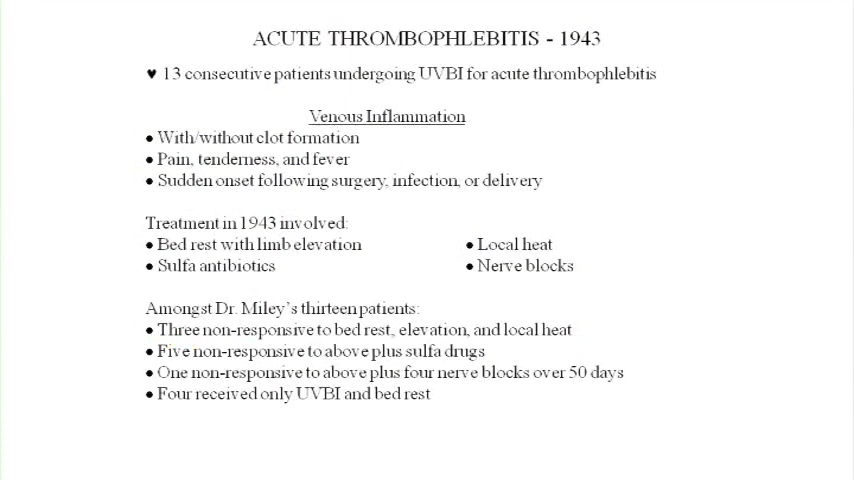 ACUTE THROMBOPHLEBITIS - 1943
♥ 13 consecutive patients undergoing UVBI for acute thrombophlebitis
Venous Inflammation
● With/without clot formation
● Pain, tenderness, and fever
● Sudden onset following surgery, infection, or delivery
Treatment in 1943 involved:
● Bed rest with limb elevation ● Local heat
● Sulfa antibiotics ● Nerve blocks
Amongst Dr. Miley's thirteen patients:
● Three non-responsive to bed rest, elevation, and local heat
● Five non-responsive to above plus sulfa drugs
● One non-responsive to above plus four nerve blocks over 50 days
● Four received only UVBI and bed rest